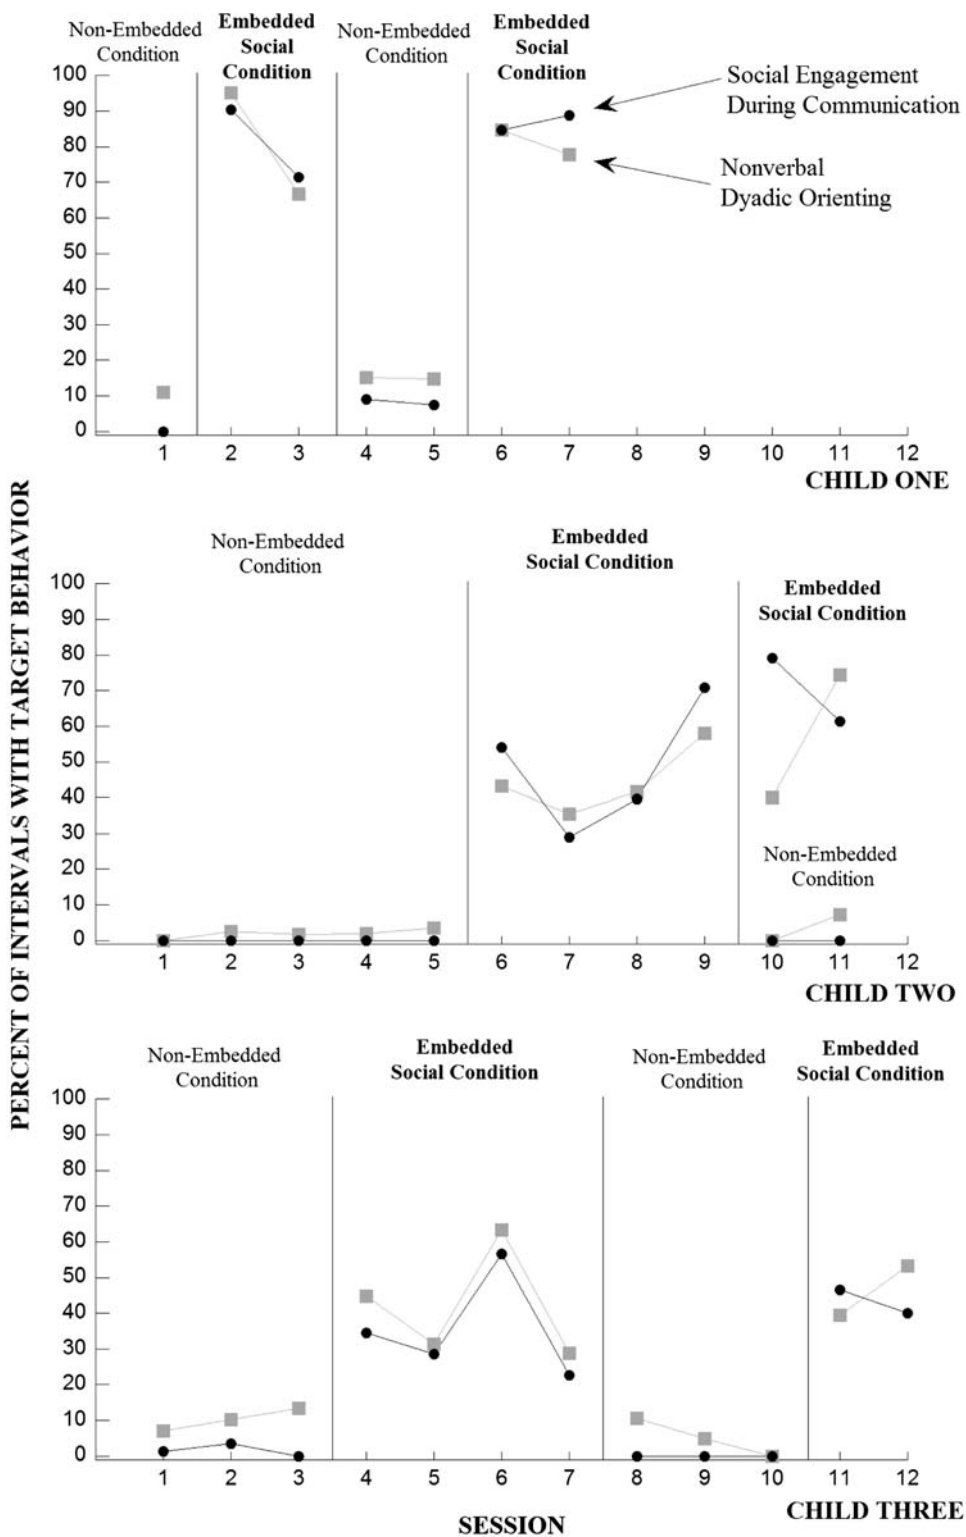 Non-Embedded
Condition
Embedded
Social
Condition
Non-Embedded
Condition
Embedded
Social
Condition
Social Engagement
During Communication
Nonverbal
Dyadic Orienting
100
90
80
70
60
50
40
30
20
10
0
1 2 3 4 5 6 7 8 9 10 11 12
CHILD ONE
PERCENT OF INTERVALS WITH TARGET BEHAVIOR
Non-Embedded
Condition
Embedded
Social Condition
Embedded
Social Condition
100
90
80
70
60
50
40
30
20
10
0
Non-Embedded
Condition
1 2 3 4 5 6 7 8 9 10 11 12
CHILD TWO
Non-Embedded
Condition
Embedded
Social Condition
Non-Embedded
Condition
Embedded
Social Condition
100
90
80
70
60
50
40
30
20
10
0
1 2 3 4 5 6 7 8 9 10 11 12
CHILD THREE
SESSION